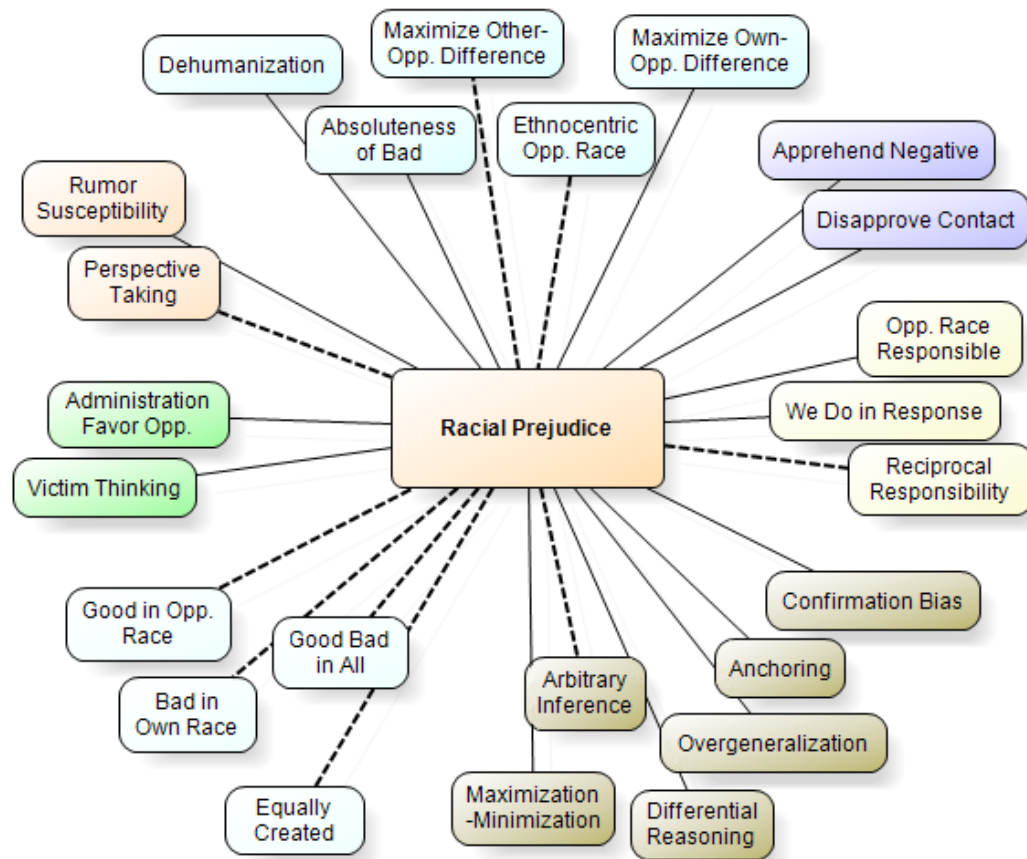 Dehumanization
Maximize Other-
Opp. Difference
Maximize Own-
Opp. Difference
Absoluteness
of Bad
Ethnocentric
Opp. Race
Apprehend Negative
Disapprove Contact
Rumor
Susceptibility
Perspective
Taking
Opp. Race
Responsible
Administration
Favor Opp.
We Do in Response
Racial Prejudice
Victim Thinking
Reciprocal
Responsibility
Good in Opp.
Race
Good Bad
in All
Confirmation Bias
Bad in
Own Race
Arbitrary
Inference
Anchoring
Overgeneralization
Equally
Created
Maximization
-Minimization
Differential
Reasoning